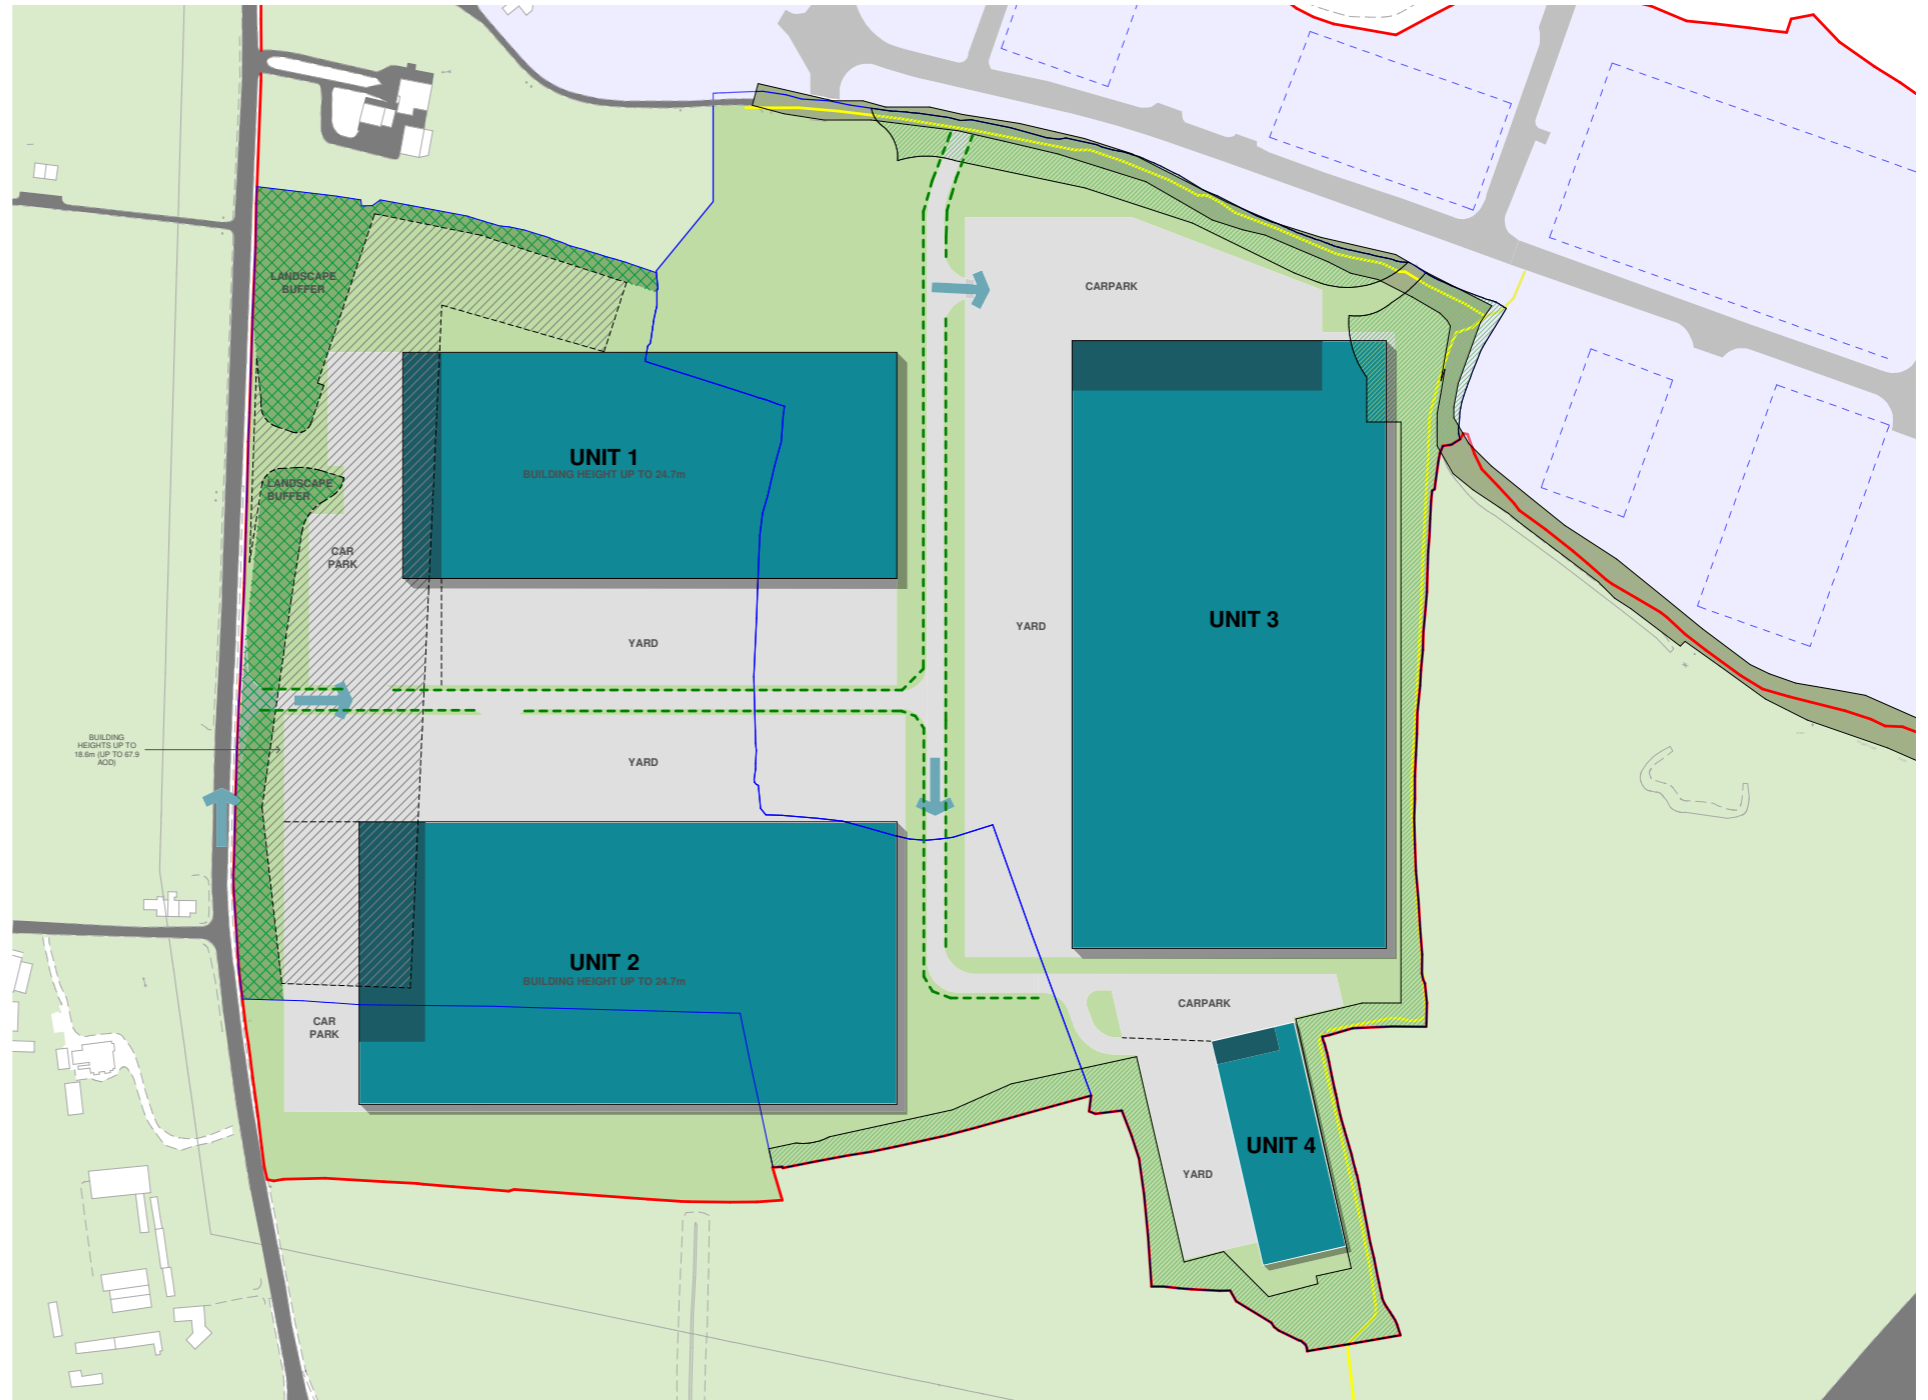 LANDSCAPE
BUFFER
CARPARK
UNIT 1
BUILDING HEIGHT UP TO 24.7m
LANDSCAPE
BUFFER
CAR
PARK
UNIT 3
YARD
YARD
BUILDING
HEIGHTS UP TO
18.6m (UP TO 67.9
AOD)
YARD
UNIT 2
BUILDING HEIGHT UP TO 24.7m
CARPARK
CAR
PARK
UNIT 4
YARD